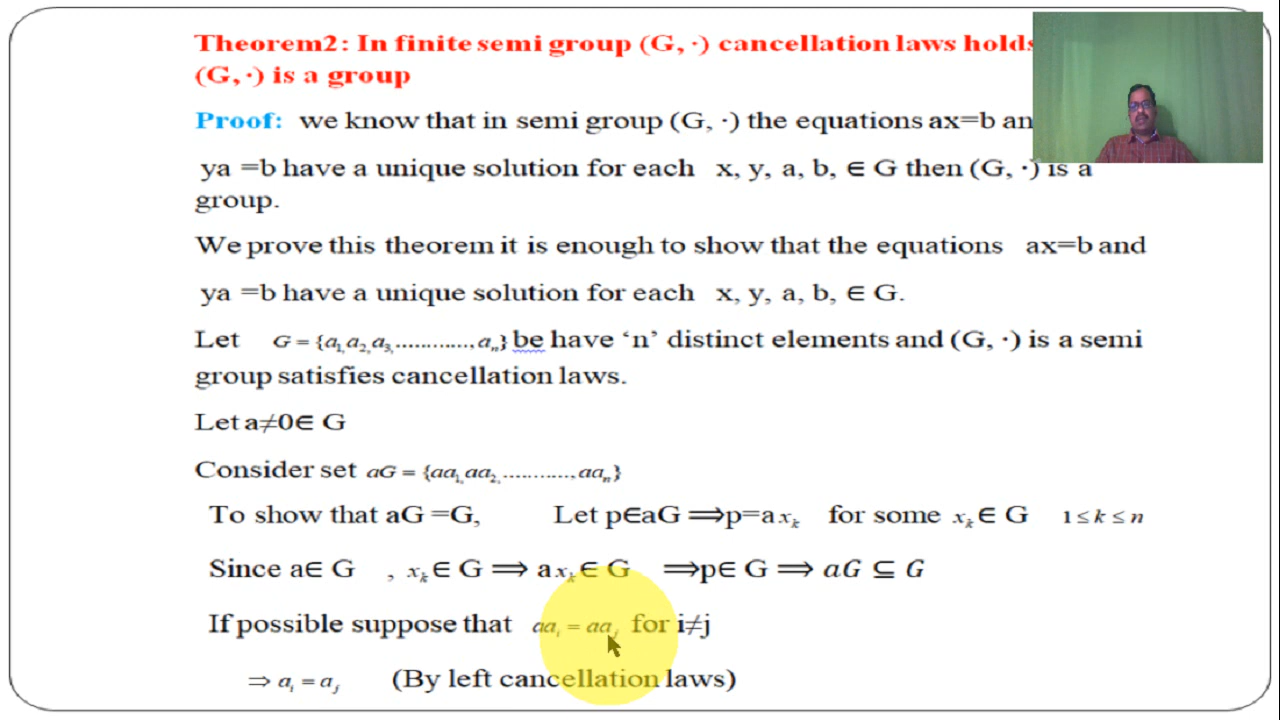 Theorem2: In finite semi group (G, ·) cancellation laws holds
(G, ·) is a group
Proof: we know that in semi group (G, ·) the equations ax=b an
ya =b have a unique solution for each x, y, a, b, ∈ G then (G, ·) is a
group.
We prove this theorem it is enough to show that the equations ax=b and
ya =b have a unique solution for each x, y, a, b, ∈ G.
Let G = {a₁,a₂,a₃,............,aₙ} be have ‘n’ distinct elements and (G, ·) is a semi
group satisfies cancellation laws.
Let a≠0∈ G
Consider set aG = {aa₁,aa₂,............,aaₙ}
To show that aG =G, Let p∈aG ⟹p=axₖ for some xₖ∈ G 1≤k≤n
Since a∈ G , xₖ∈ G ⟹ axₖ∈ G ⟹p∈ G ⟹ aG ⊆ G
If possible suppose that aaᵢ = aaⱼ for i≠j
⇒ aᵢ = aⱼ (By left cancellation laws)